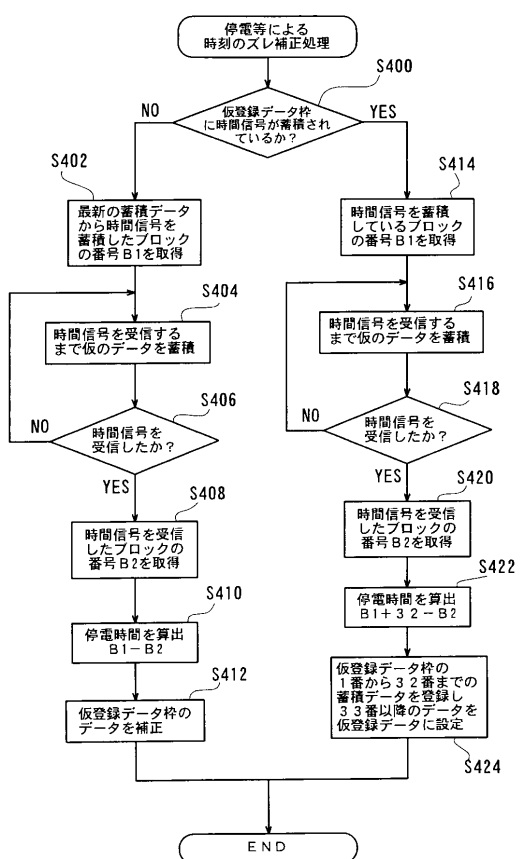 停電等による
時刻のズレ補正処理
S400
仮登録データ枠
に時間信号が蓄積され
ているか？
NO
YES
S402
最新の蓄積データ
から時間信号を
蓄積したブロック
の番号B1を取得
S404
時間信号を受信する
まで仮のデータを蓄積
S406
時間信号を
受信したか？
NO
YES
S408
時間信号を受信
したブロックの
番号B2を取得
S410
停電時間を算出
B1－B2
S412
仮登録データ枠の
データを補正
S414
時間信号を蓄積
しているブロック
の番号B1を取得
S416
時間信号を受信する
まで仮のデータを蓄積
S418
時間信号を
受信したか？
NO
YES
S420
時間信号を受信
したブロックの
番号B2を取得
S422
停電時間を算出
B1＋32－B2
仮登録データ枠の
1番から32番までの
蓄積データを登録し
33番以降のデータを
仮登録データに設定
S424
END